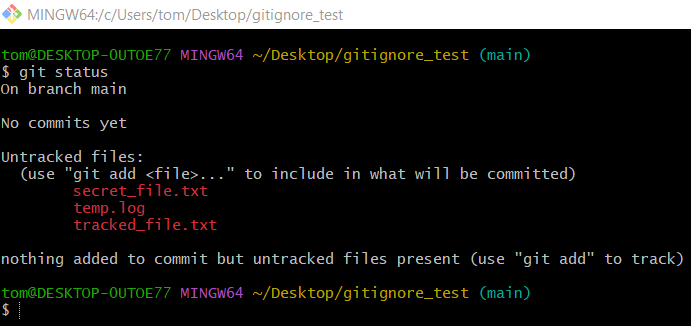 MINGW64:/c/Users/tom/Desktop/gitignore_test
tom@DESKTOP-OUTOE77 MINGW64 ~/Desktop/gitignore_test (main)
$ git status
On branch main
No commits yet
Untracked files:
(use "git add <file>..." to include in what will be committed)
secret_file.txt
temp.log
tracked_file.txt
nothing added to commit but untracked files present (use "git add" to track)
tom@DESKTOP-OUTOE77 MINGW64 ~/Desktop/gitignore_test (main)
$